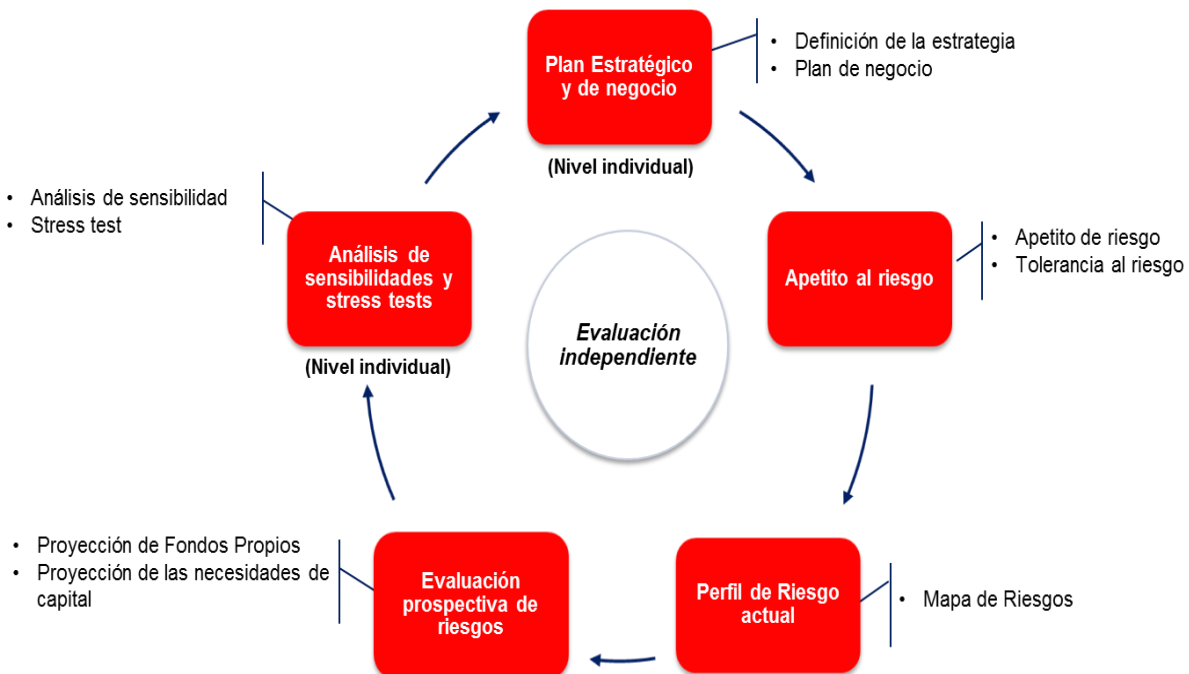 Plan Estratégico
y de negocio
(Nivel individual)
• Definición de la estrategia
• Plan de negocio
Apetito al riesgo
• Apetito de riesgo
• Tolerancia al riesgo
Perfil de Riesgo
actual
• Mapa de Riesgos
Evaluación
prospectiva de
riesgos
• Proyección de Fondos Propios
• Proyección de las necesidades de
capital
Análisis de
sensibilidades y
stress tests
(Nivel individual)
• Análisis de sensibilidad
• Stress test
Evaluación
independiente